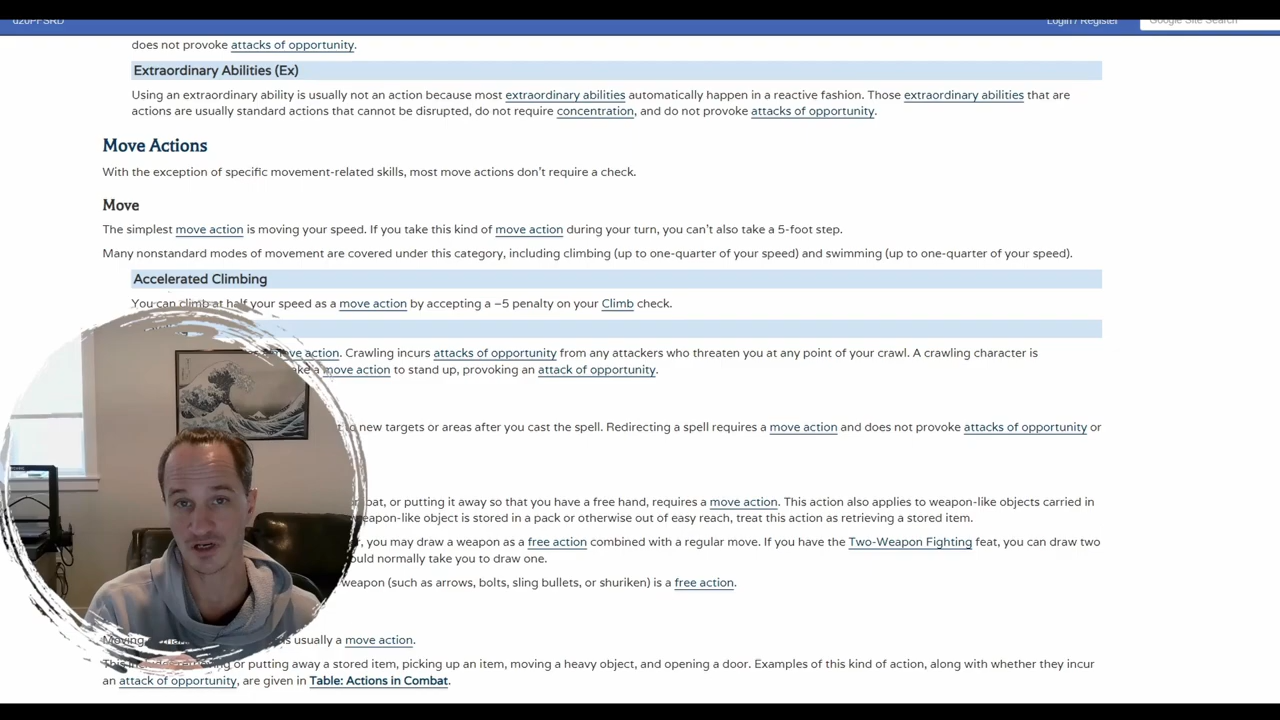 d20PFSRD
Login / Register
Google Site Search
does not provoke attacks of opportunity.
Extraordinary Abilities (Ex)
Using an extraordinary ability is usually not an action because most extraordinary abilities automatically happen in a reactive fashion. Those extraordinary abilities that are
actions are usually standard actions that cannot be disrupted, do not require concentration, and do not provoke attacks of opportunity.
Move Actions
With the exception of specific movement-related skills, most move actions don't require a check.
Move
The simplest move action is moving your speed. If you take this kind of move action during your turn, you can't also take a 5-foot step.
Many nonstandard modes of movement are covered under this category, including climbing (up to one-quarter of your speed) and swimming (up to one-quarter of your speed).
Accelerated Climbing
You can climb at half your speed as a move action by accepting a −5 penalty on your Climb check.
move action. Crawling incurs attacks of opportunity from any attackers who threaten you at any point of your crawl. A crawling character is
a move action to stand up, provoking an attack of opportunity.
new targets or areas after you cast the spell. Redirecting a spell requires a move action and does not provoke attacks of opportunity or
or putting it away so that you have a free hand, requires a move action. This action also applies to weapon-like objects carried in
weapon-like object is stored in a pack or otherwise out of easy reach, treat this action as retrieving a stored item.
you may draw a weapon as a free action combined with a regular move. If you have the Two-Weapon Fighting feat, you can draw two
normally take you to draw one.
weapon (such as arrows, bolts, sling bullets, or shuriken) is a free action.
Moving is usually a move action.
This or putting away a stored item, picking up an item, moving a heavy object, and opening a door. Examples of this kind of action, along with whether they incur
an attack of opportunity, are given in Table: Actions in Combat.